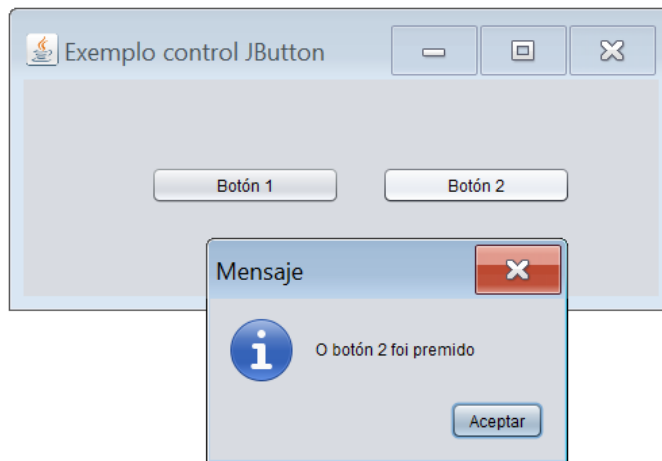 Exemplo control JButton
Botón 1 Botón 2
Mensaje
O botón 2 foi premido
Aceptar